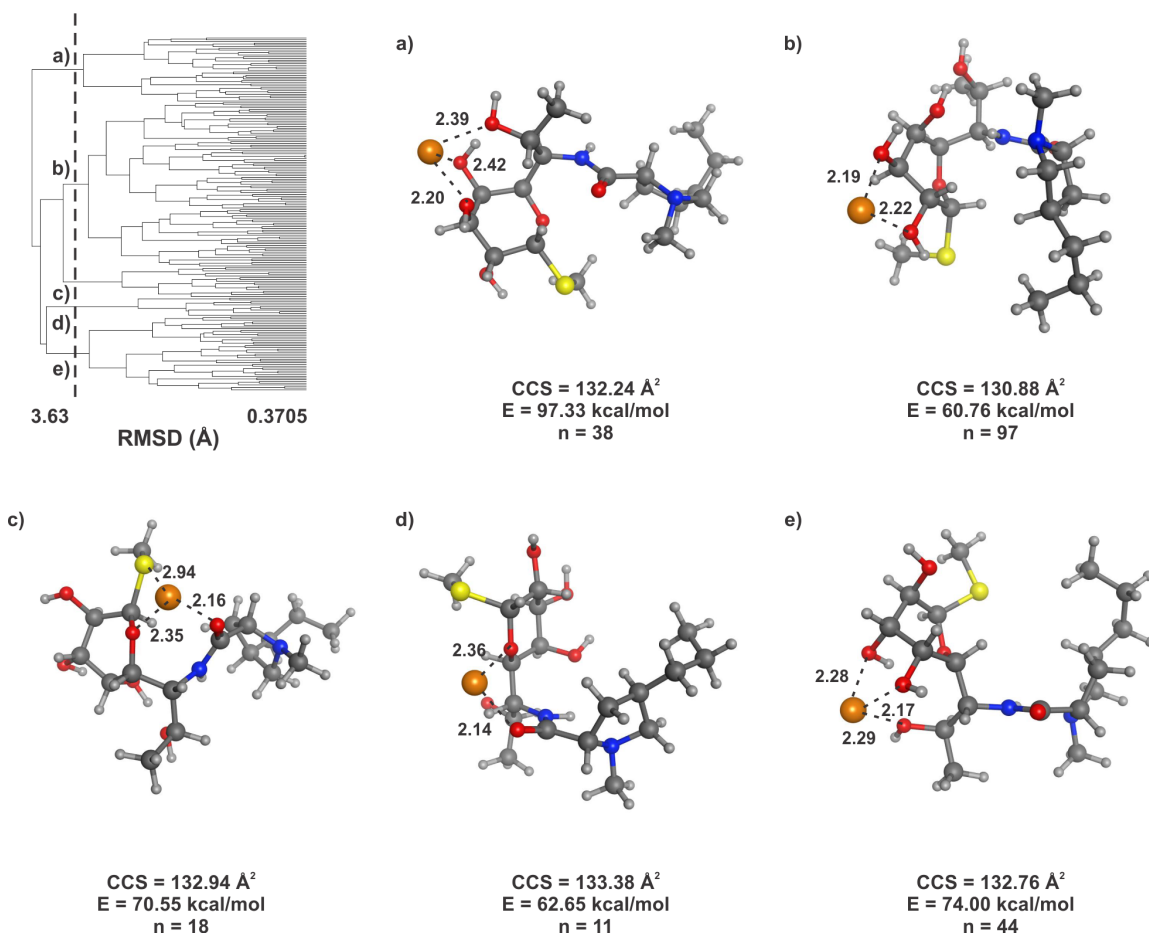 a)
b)
c)
d)
e)
3.63
0.3705
RMSD (Å)
a)
2.39
2.42
2.20
CCS = 132.24 Å²
E = 97.33 kcal/mol
n = 38
b)
2.19
2.22
CCS = 130.88 Å²
E = 60.76 kcal/mol
n = 97
c)
2.94
2.16
2.35
CCS = 132.94 Å²
E = 70.55 kcal/mol
n = 18
d)
2.36
2.14
CCS = 133.38 Å²
E = 62.65 kcal/mol
n = 11
e)
2.28
2.17
2.29
CCS = 132.76 Å²
E = 74.00 kcal/mol
n = 44